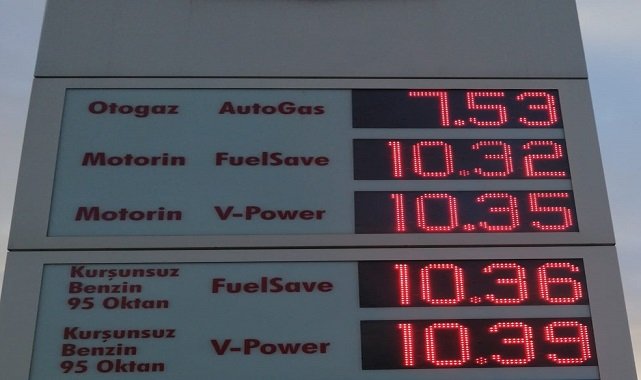 Otogaz AutoGas 7.53
Motorin FuelSave 10.32
Motorin V-Power 10.35
Kurşunsuz
Benzin FuelSave 10.36
95 Oktan
Kurşunsuz
Benzin V-Power 10.39
95 Oktan